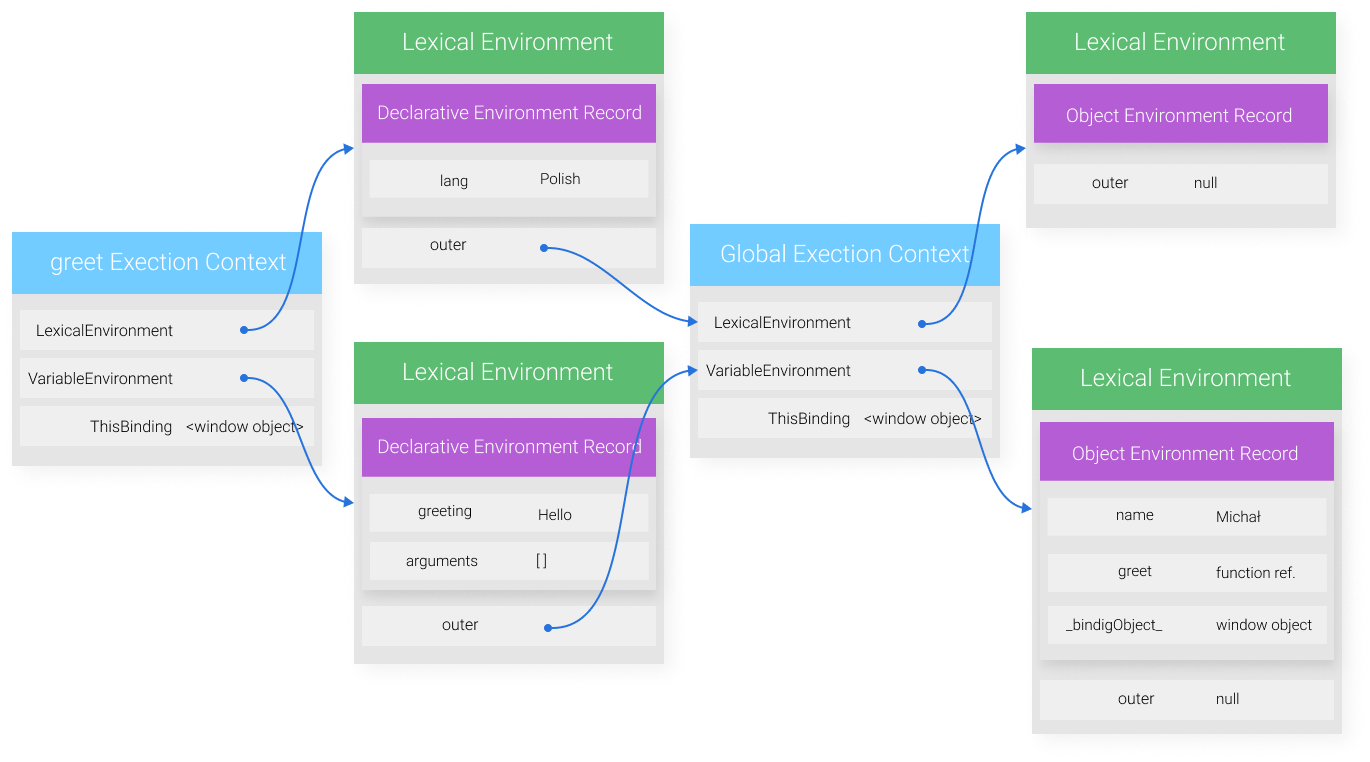 greet Exection Context
LexicalEnvironment
VariableEnvironment
ThisBinding <window object>
Lexical Environment
Declarative Environment Record
lang Polish
outer
Lexical Environment
Declarative Environment Record
greeting Hello
arguments []
outer
Global Exection Context
LexicalEnvironment
VariableEnvironment
ThisBinding <window object>
Lexical Environment
Object Environment Record
outer null
Lexical Environment
Object Environment Record
name Michał
greet function ref.
_bindigObject_ window object
outer null